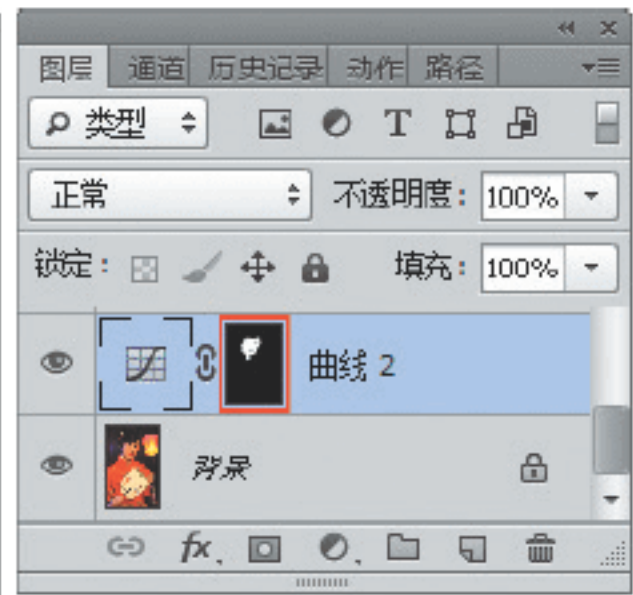 图层 通道 历史记录 动作 路径
类型 T
正常 不透明度: 100%
锁定: 填充: 100%
曲线 2
背景
fx.